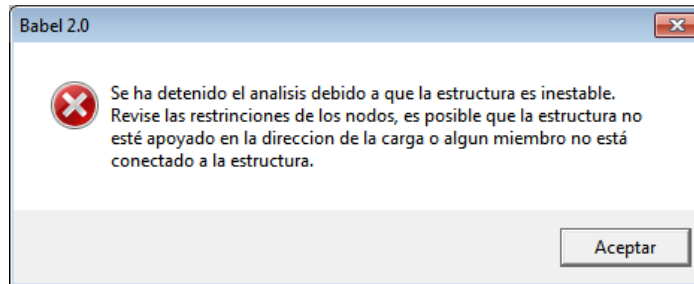 Babel 2.0
Se ha detenido el analisis debido a que la estructura es inestable.
Revise las restrinciones de los nodos, es posible que la estructura no
esté apoyado en la direccion de la carga o algun miembro no está
conectado a la estructura.
Aceptar